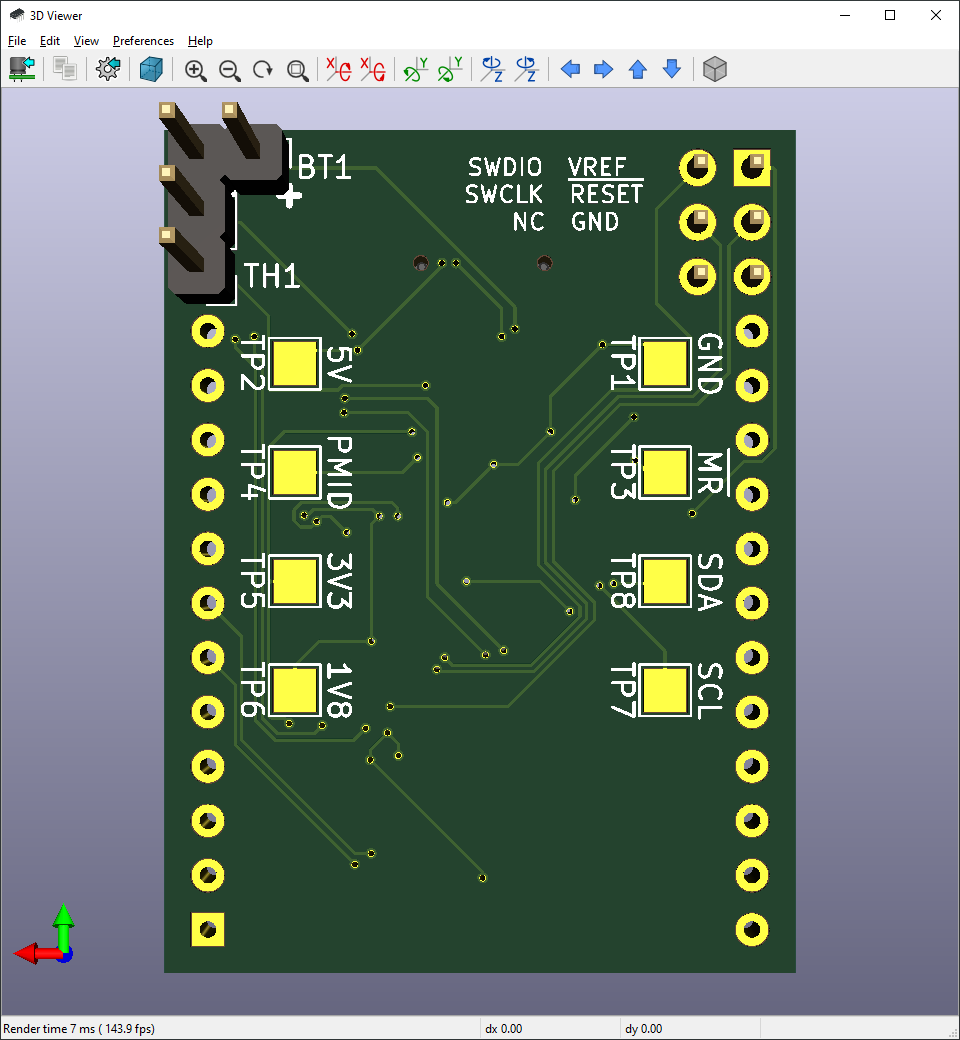 3D Viewer
File Edit View Preferences Help
BT1
+
TH1
SWDIO VREF
SWCLK RESET
NC GND
TP2 5V
TP1 GND
TP4 PMID
TP3 MR
TP5 3V3
TP8 SDA
TP6 1V8
TP7 SCL
Render time 7 ms ( 143.9 fps) dx 0.00 dy 0.00